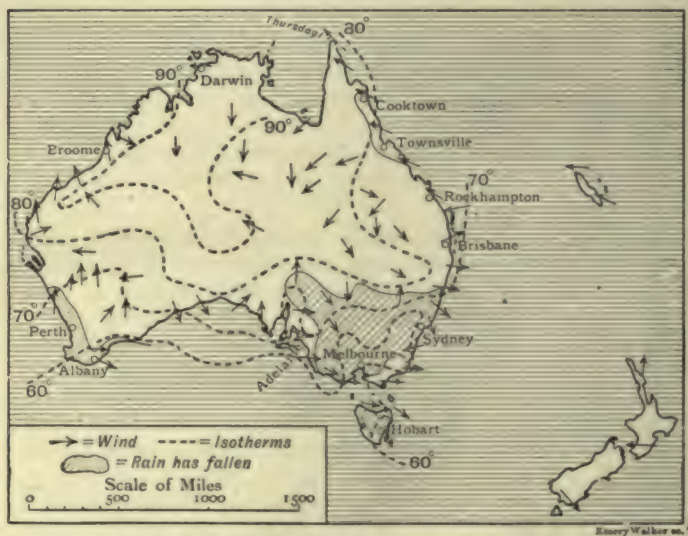 Thursday I.
80°
90°
Darwin
Cooktown
90°
Townsville
Broome
70°
Rockhampton
80°
Brisbane
70°
Perth
Sydney
Melbourne
Albany
Adelaide
60°
Hobart
60°
= Wind = Isotherms
= Rain has fallen
Scale of Miles
0 500 1000 1500
Emery Walker sc.